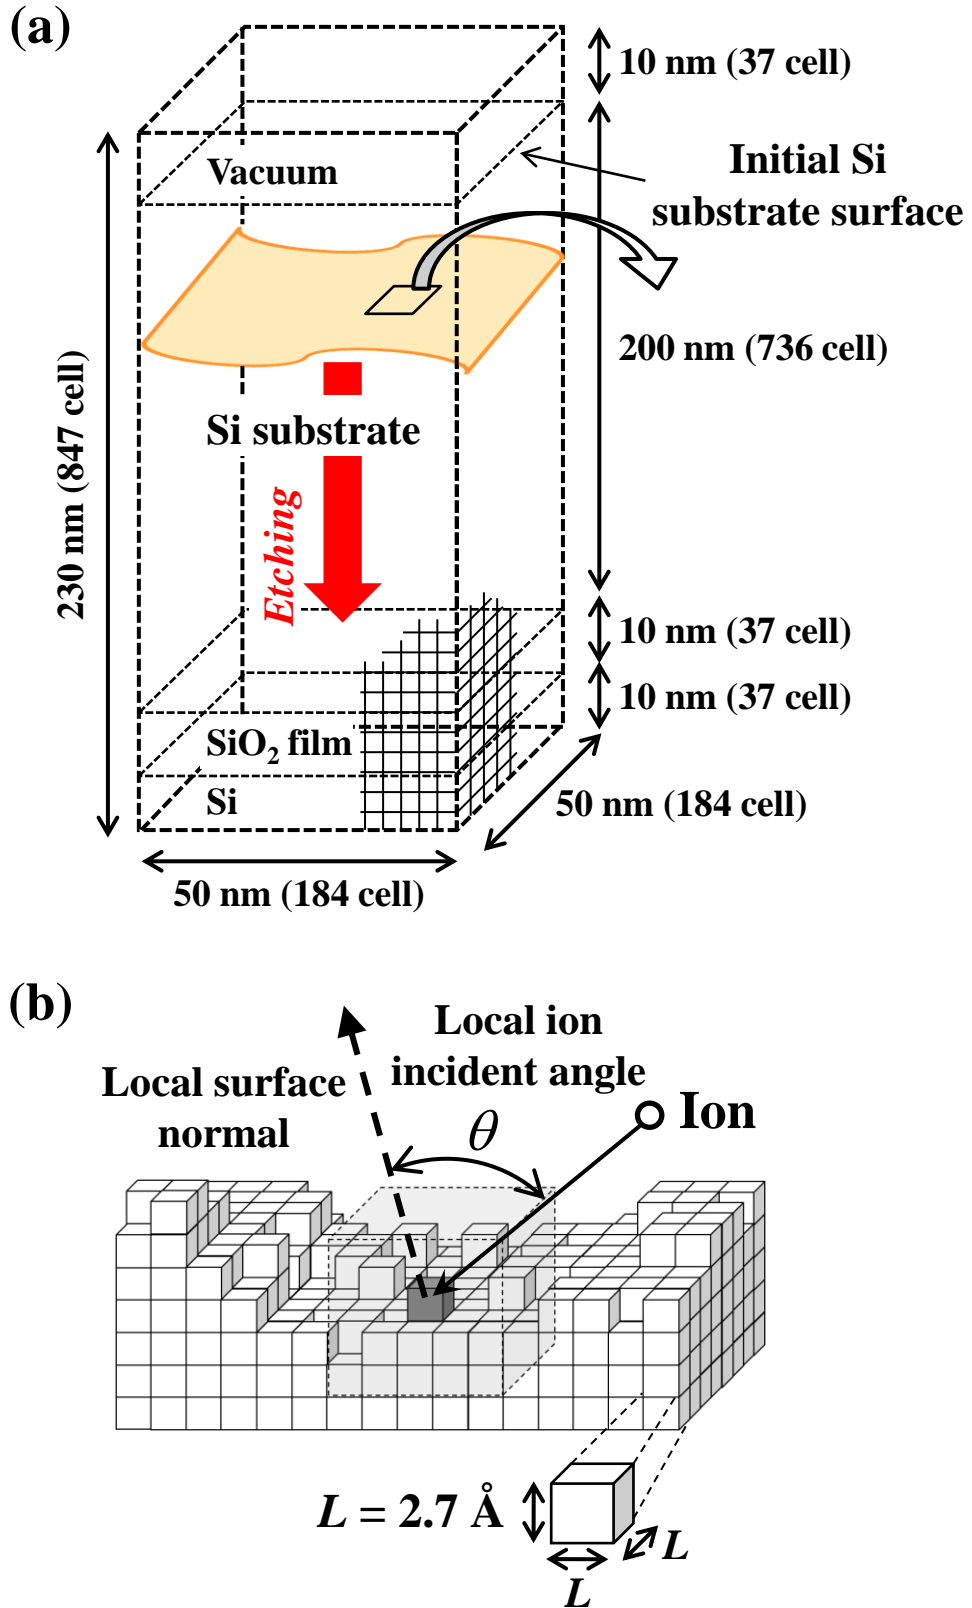 (a)
10 nm (37 cell)
Vacuum
Initial Si
substrate surface
200 nm (736 cell)
230 nm (847 cell)
Si substrate
Etching
10 nm (37 cell)
10 nm (37 cell)
SiO₂ film
Si
50 nm (184 cell)
50 nm (184 cell)
(b)
Local ion
incident angle
Local surface
normal
θ
Ion
L = 2.7 Å
L
L